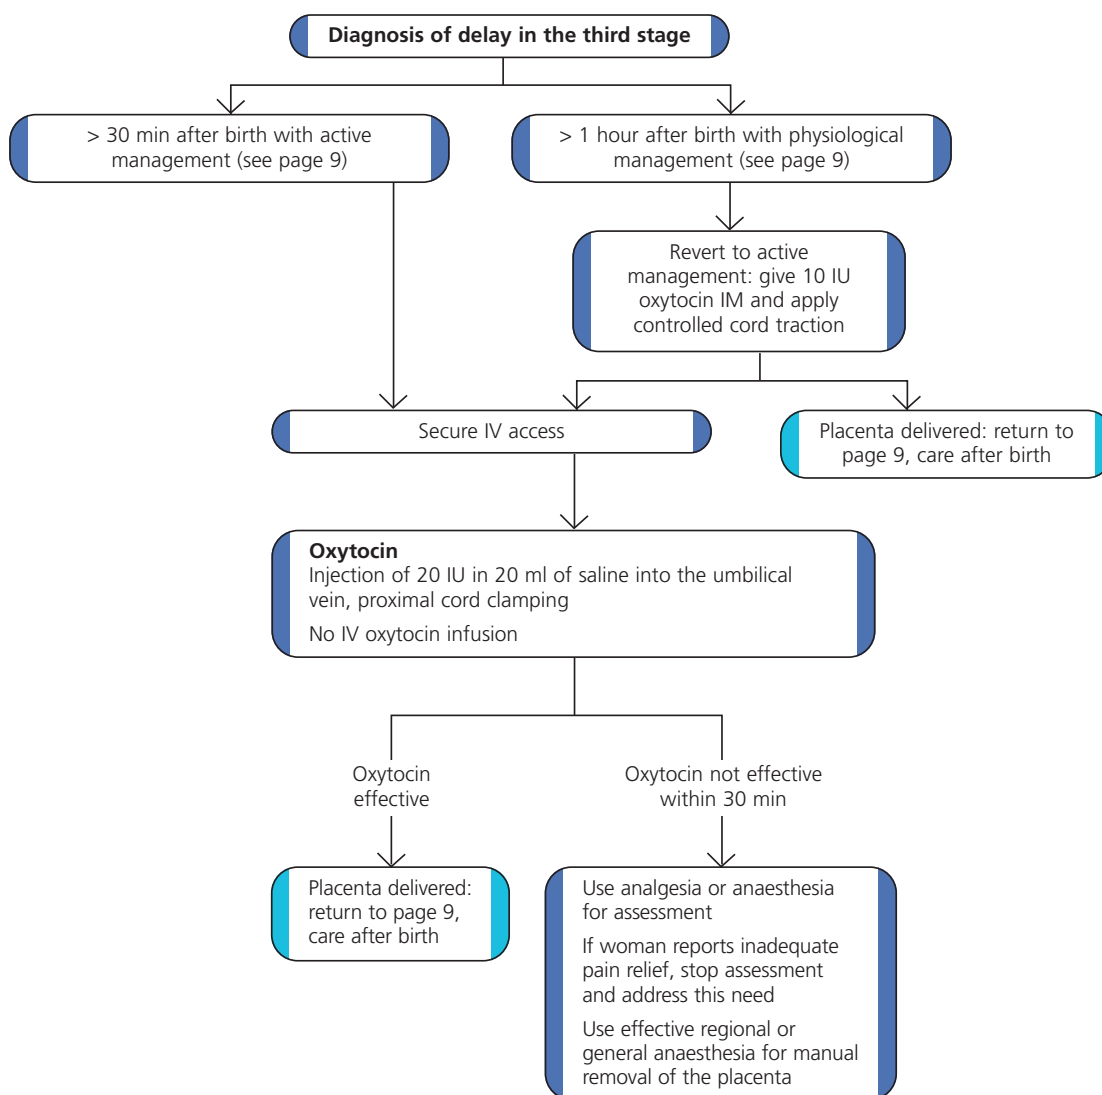 Diagnosis of delay in the third stage
> 30 min after birth with active
management (see page 9)
> 1 hour after birth with physiological
management (see page 9)
Revert to active
management: give 10 IU
oxytocin IM and apply
controlled cord traction
Secure IV access
Placenta delivered: return to
page 9, care after birth
Oxytocin
Injection of 20 IU in 20 ml of saline into the umbilical
vein, proximal cord clamping
No IV oxytocin infusion
Oxytocin
effective
Oxytocin not effective
within 30 min
Placenta delivered:
return to page 9,
care after birth
Use analgesia or anaesthesia
for assessment
If woman reports inadequate
pain relief, stop assessment
and address this need
Use effective regional or
general anaesthesia for manual
removal of the placenta